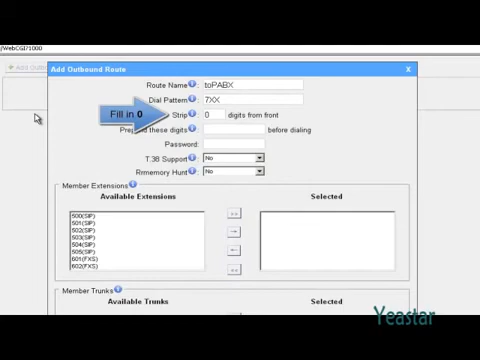 /WebCGI?1000
Add Outbound Route X
Route Name i : toPABX
Dial Pattern i : 7XX
Fill in 0
Strip i : 0 digits from front
Prepend these digits i : before dialing
Password:
T.38 Support i : No
Rrmemory Hunt i : No
Member Extensions i
Available Extensions Selected
500(SIP)
501(SIP)
502(SIP)
503(SIP)
504(SIP)
505(SIP)
601(FXS)
602(FXS)
>>
→
←
<<
Member Trunks i
Available Trunks Selected
Yeastar